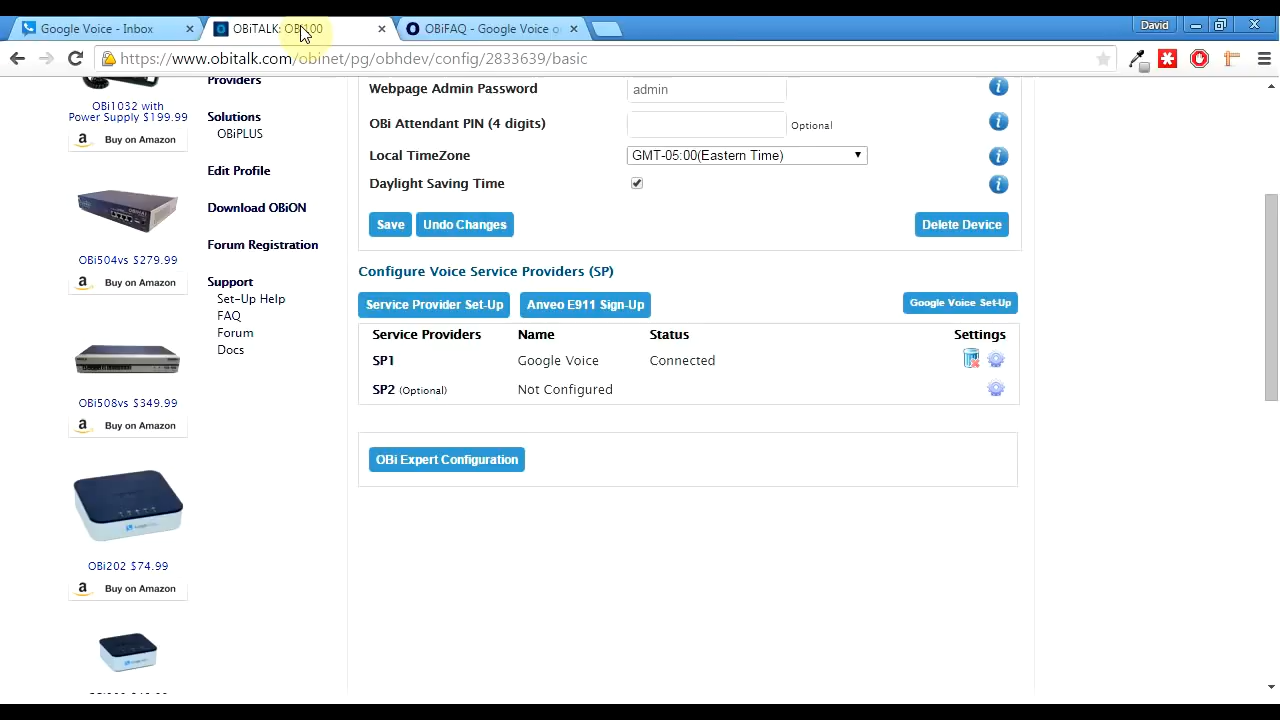 Google Voice - Inbox
OBiTALK: OBi100
OBiFAQ - Google Voice o
David
https://www.obitalk.com/obinet/pg/obhdev/config/2833639/basic
OBi1032 with
Power Supply $199.99
Buy on Amazon
OBi504vs $279.99
Buy on Amazon
OBi508vs $349.99
Buy on Amazon
OBi202 $74.99
Buy on Amazon
Providers
Solutions
OBiPLUS
Edit Profile
Download OBiON
Forum Registration
Support
Set-Up Help
FAQ
Forum
Docs
Webpage Admin Password admin
OBi Attendant PIN (4 digits) Optional
Local TimeZone GMT-05:00(Eastern Time)
Daylight Saving Time
Save Undo Changes Delete Device
Configure Voice Service Providers (SP)
Service Provider Set-Up Anveo E911 Sign-Up Google Voice Set-Up
Service Providers Name Status Settings
SP1 Google Voice Connected
SP2 (Optional) Not Configured
OBi Expert Configuration